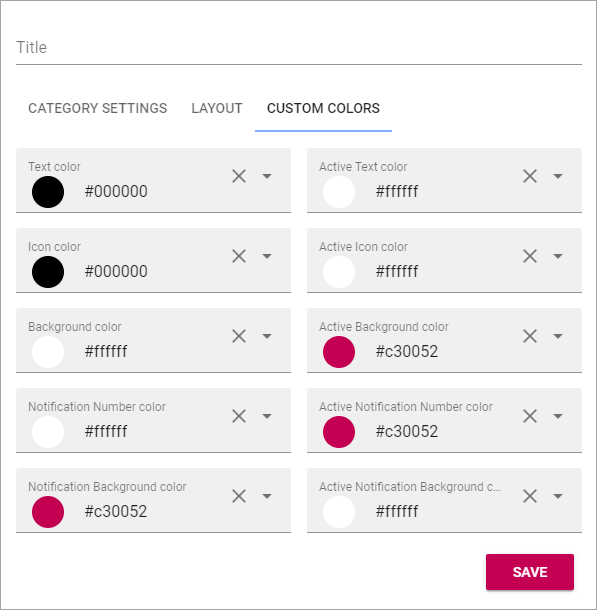 Title
CATEGORY SETTINGS LAYOUT CUSTOM COLORS
Text color
#000000
Active Text color
#ffffff
Icon color
#000000
Active Icon color
#ffffff
Background color
#ffffff
Active Background color
#c30052
Notification Number color
#ffffff
Active Notification Number color
#c30052
Notification Background color
#c30052
Active Notification Background c...
#ffffff
SAVE